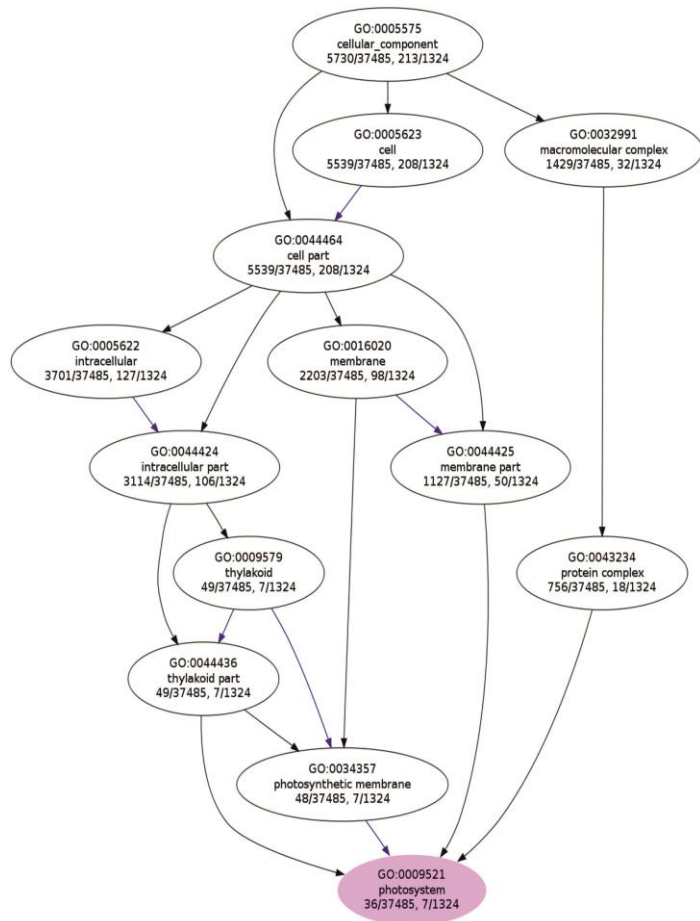 GO:0005575
cellular_component
5730/37485, 213/1324
GO:0005623
cell
5539/37485, 208/1324
GO:0032991
macromolecular complex
1429/37485, 32/1324
GO:0044464
cell part
5539/37485, 208/1324
GO:0005622
intracellular
3701/37485, 127/1324
GO:0016020
membrane
2203/37485, 98/1324
GO:0044424
intracellular part
3114/37485, 106/1324
GO:0044425
membrane part
1127/37485, 50/1324
GO:0009579
thylakoid
49/37485, 7/1324
GO:0043234
protein complex
756/37485, 18/1324
GO:0044436
thylakoid part
49/37485, 7/1324
GO:0034357
photosynthetic membrane
48/37485, 7/1324
GO:0009521
photosystem
36/37485, 7/1324